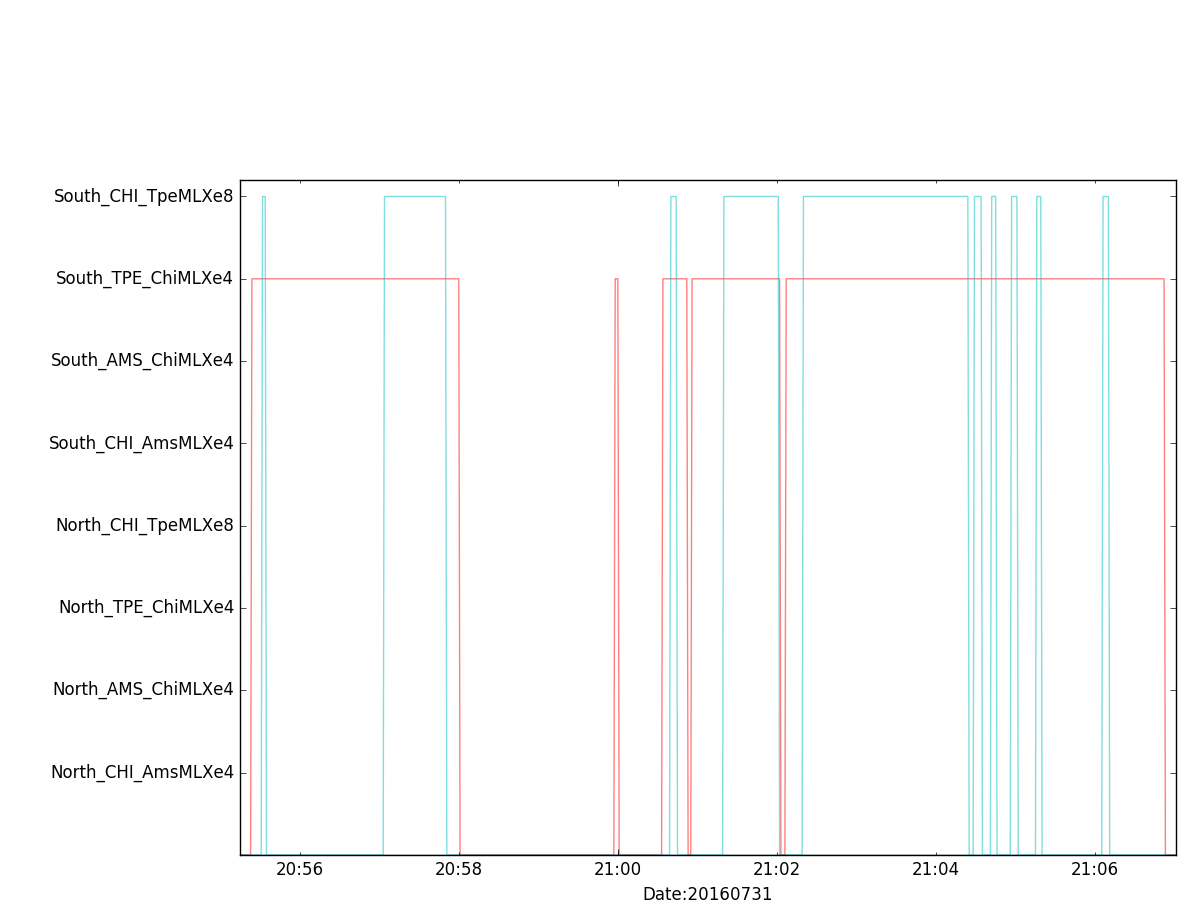 South_CHI_TpeMLXe8
South_TPE_ChiMLXe4
South_AMS_ChiMLXe4
South_CHI_AmsMLXe4
North_CHI_TpeMLXe8
North_TPE_ChiMLXe4
North_AMS_ChiMLXe4
North_CHI_AmsMLXe4
20:56 20:58 21:00 21:02 21:04 21:06
Date:20160731